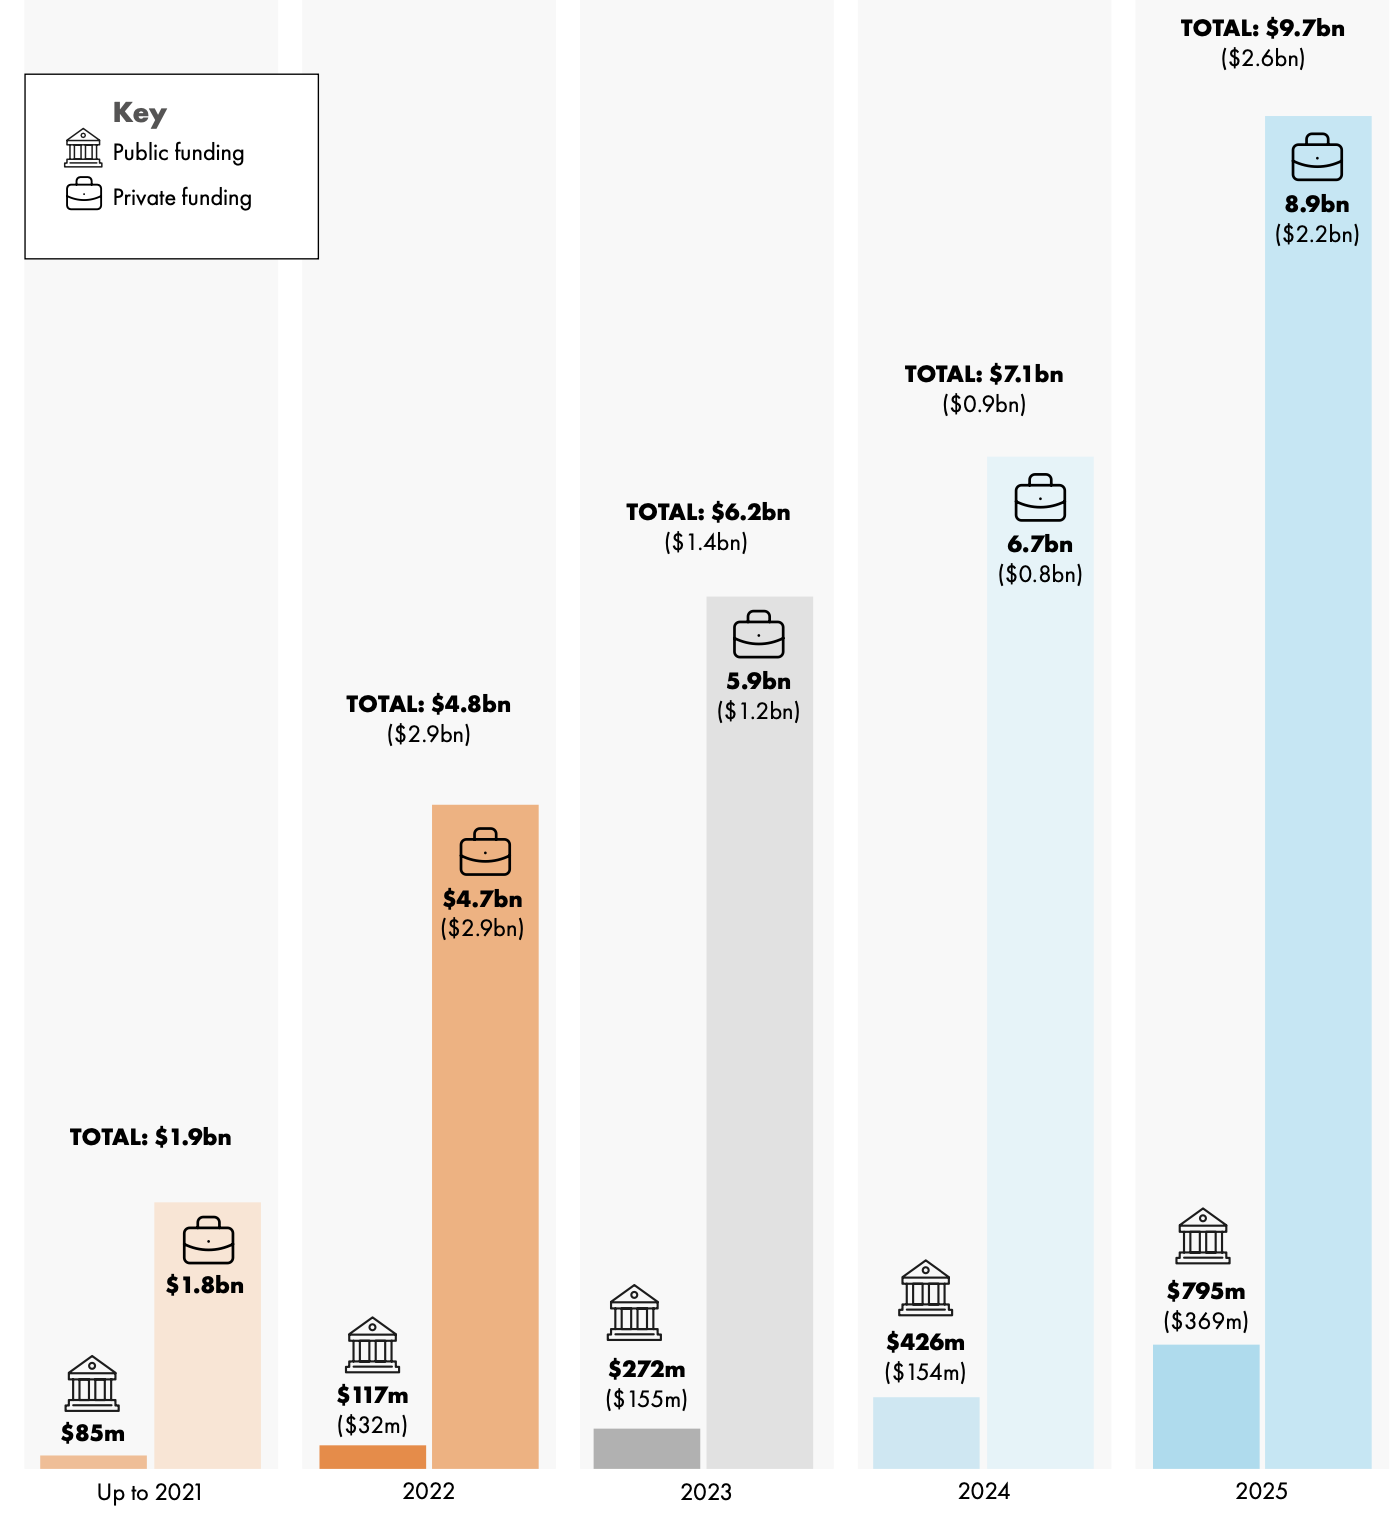 Key
Public funding
Private funding
TOTAL: $1.9bn
$1.8bn
$85m
Up to 2021
TOTAL: $4.8bn
($2.9bn)
$4.7bn
($2.9bn)
$117m
($32m)
2022
TOTAL: $6.2bn
($1.4bn)
5.9bn
($1.2bn)
$272m
($155m)
2023
TOTAL: $7.1bn
($0.9bn)
6.7bn
($0.8bn)
$426m
($154m)
2024
TOTAL: $9.7bn
($2.6bn)
8.9bn
($2.2bn)
$795m
($369m)
2025